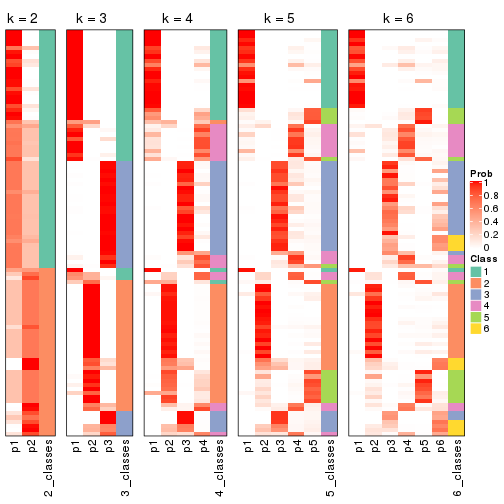 k = 2
k = 3
k = 4
k = 5
k = 6
p1
p2
2_classes
p1
p2
p3
3_classes
p1
p2
p3
p4
4_classes
p1
p2
p3
p4
p5
5_classes
p1
p2
p3
p4
p5
p6
6_classes
Prob
1
0.8
0.6
0.4
0.2
0
Class
1
2
3
4
5
6